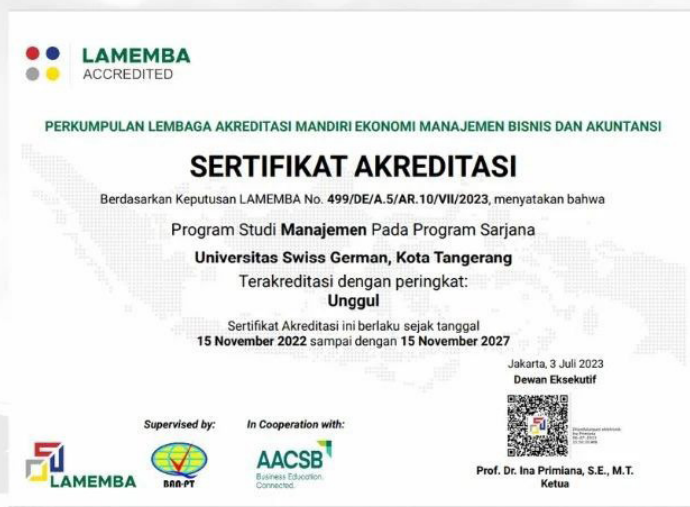 LAMEMBA
ACCREDITED
PERKUMPULAN LEMBAGA AKREDITASI MANDIRI EKONOMI MANAJEMEN BISNIS DAN AKUNTANSI
SERTIFIKAT AKREDITASI
Berdasarkan Keputusan LAMEMBA No. 499/DE/A.5/AR.10/VII/2023, menyatakan bahwa
Program Studi Manajemen Pada Program Sarjana
Universitas Swiss German, Kota Tangerang
Terakreditasi dengan peringkat:
Unggul
Sertifikat Akreditasi ini berlaku sejak tanggal
15 November 2022 sampai dengan 15 November 2027
Jakarta, 3 Juli 2023
Dewan Eksekutif
Supervised by:
In Cooperation with:
LAMEMBA
BAN-PT
AACSB
Business Education.
Connected.
Prof. Dr. Ina Primiana, S.E., M.T.
Ketua